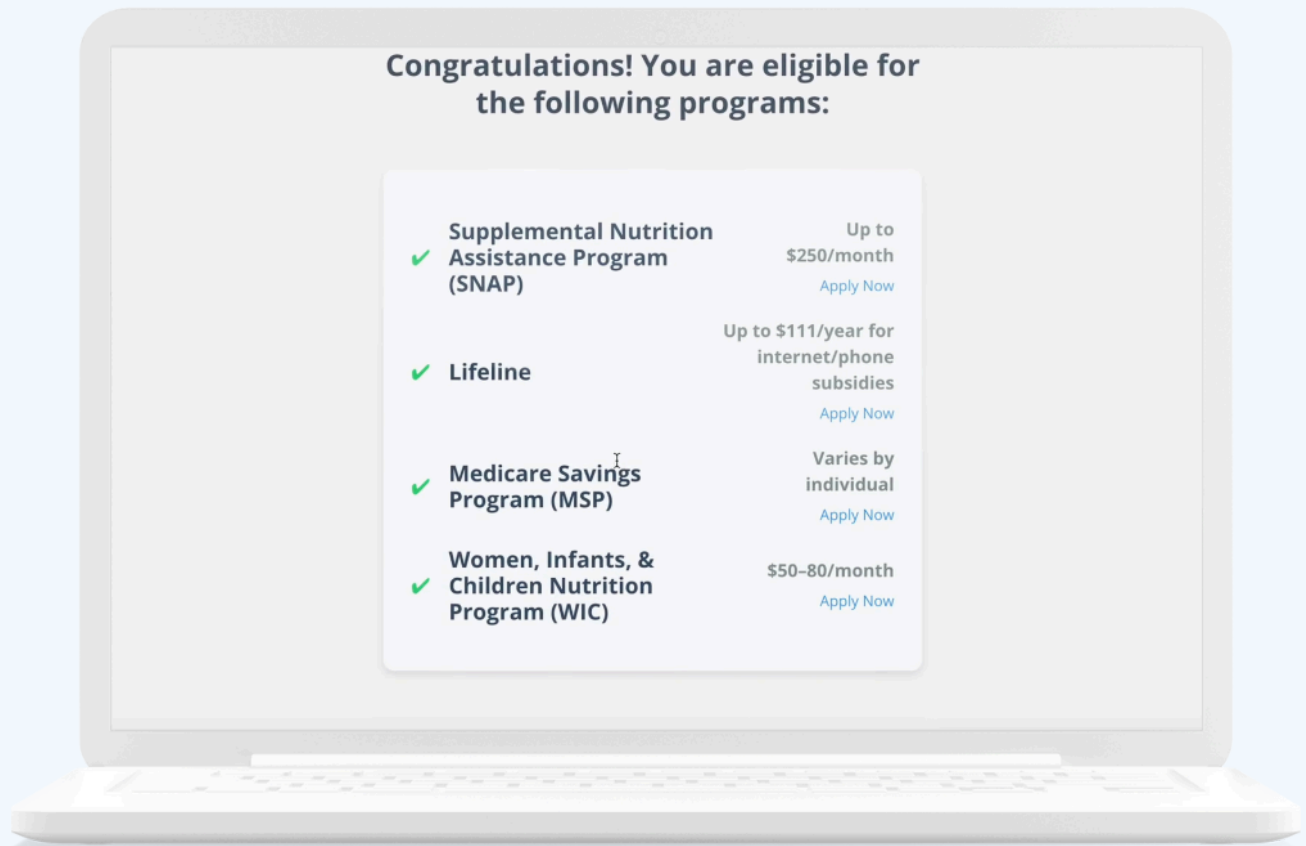 Congratulations! You are eligible for
the following programs:
Supplemental Nutrition
Assistance Program
(SNAP)
Up to
$250/month
Apply Now
Lifeline
Up to $111/year for
internet/phone
subsidies
Apply Now
Medicare Savings
Program (MSP)
Varies by
individual
Apply Now
Women, Infants, &
Children Nutrition
Program (WIC)
$50–80/month
Apply Now